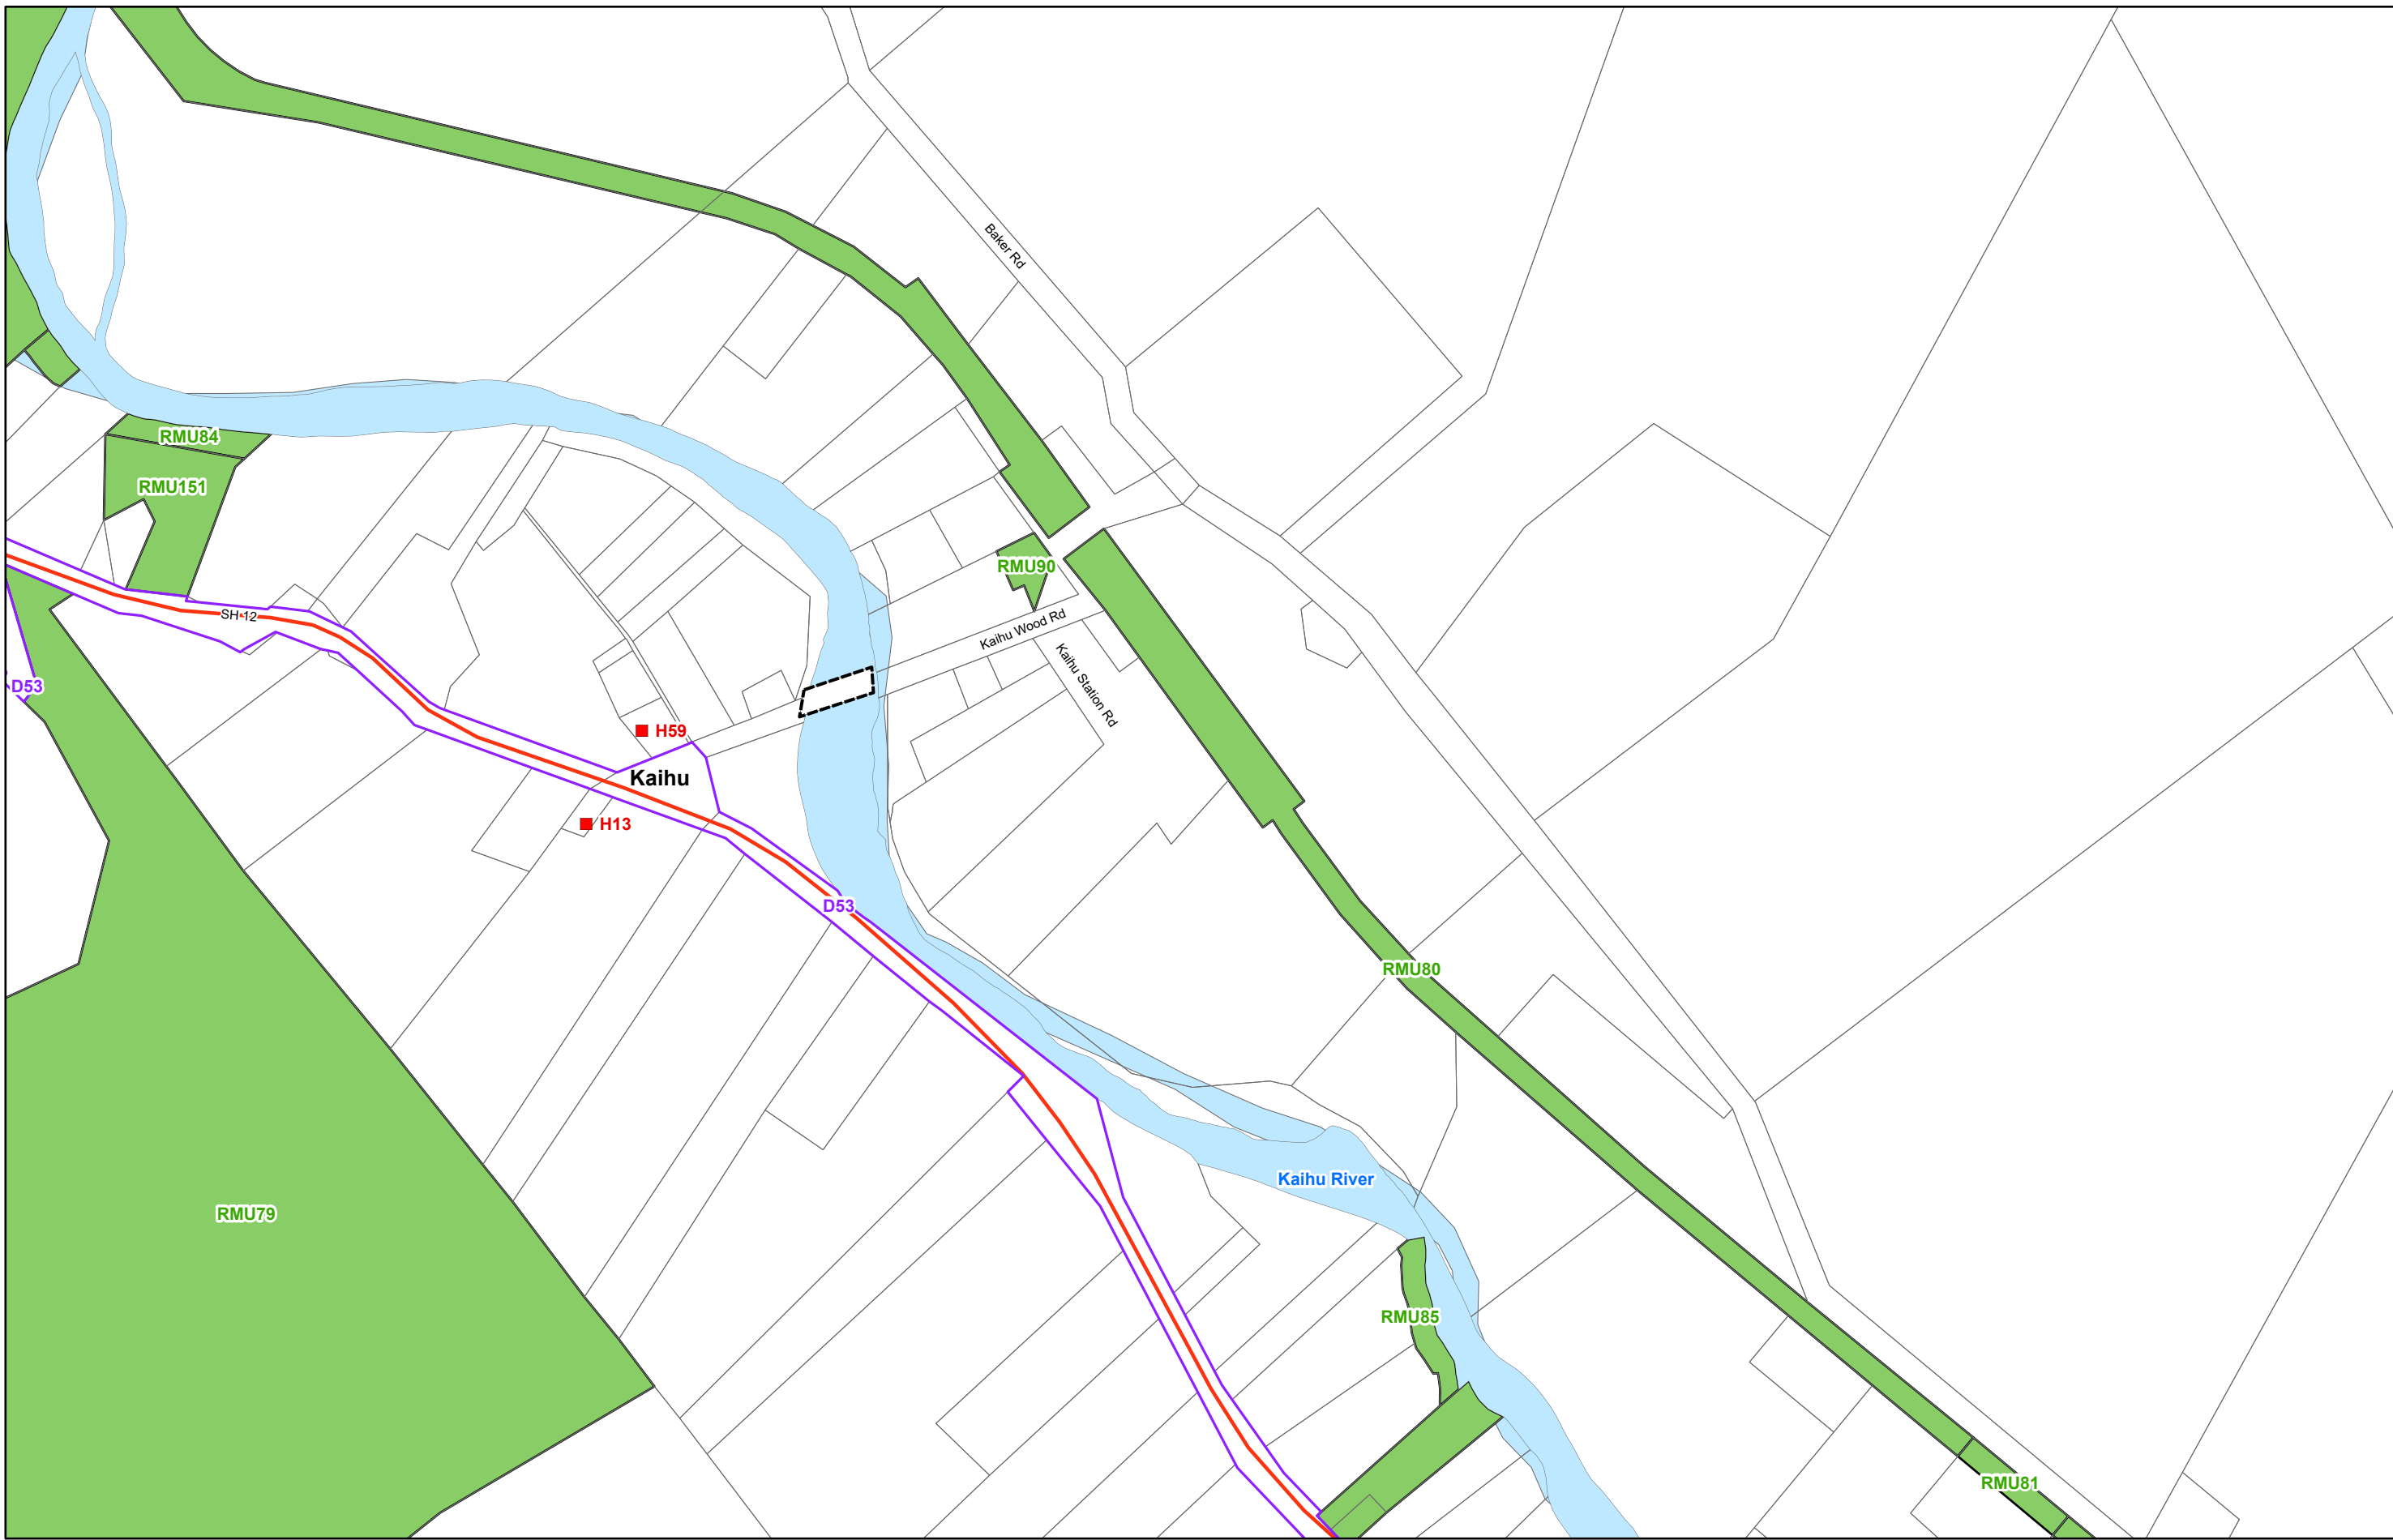 Baker Rd
RMU84
RMU151
RMU90
SH 12
Kaihu Wood Rd
Kaihu Station Rd
D53
H59
Kaihu
H13
D53
RMU80
Kaihu River
RMU79
RMU85
RMU81